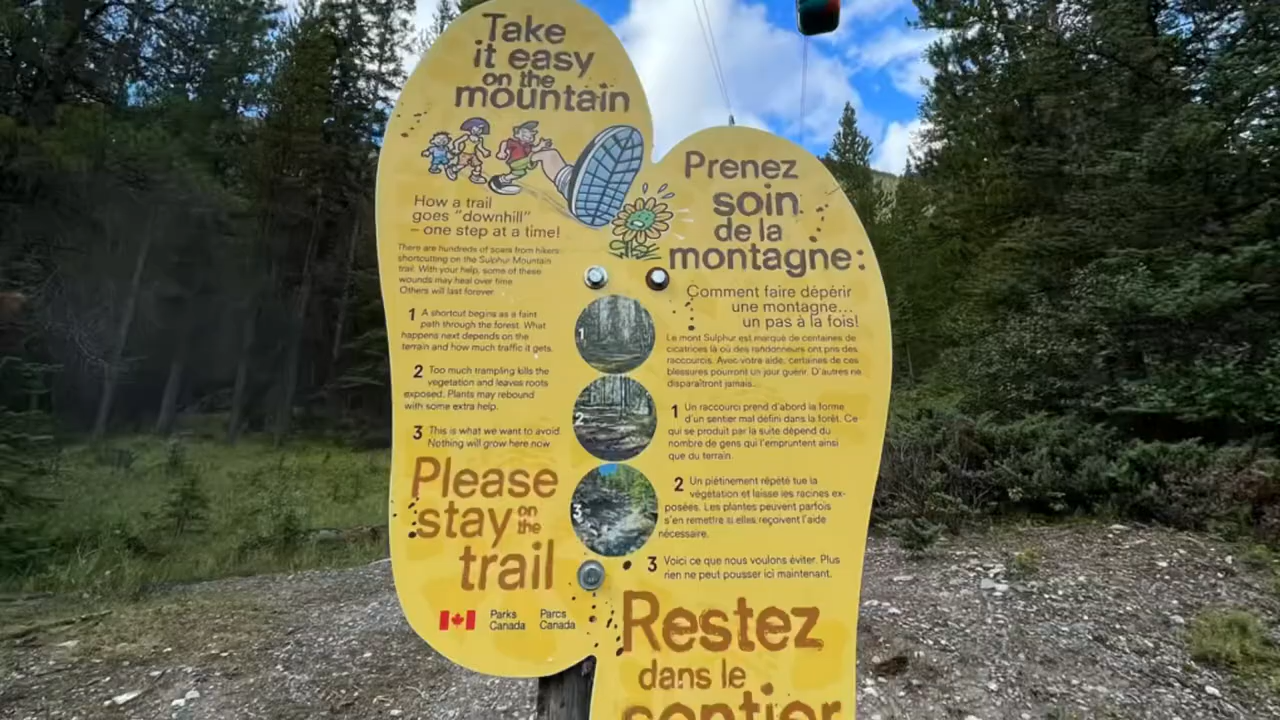 Take
it easy
on the
mountain
How a trail
goes "downhill"
– one step at a time!
There are hundreds of scars from hikers
shortcutting on the Sulphur Mountain
trail. With your help, some of these
wounds may heal over time.
Others will last forever.
1 A shortcut begins as a faint
path through the forest. What
happens next depends on the
terrain and how much traffic it gets.
2 Too much trampling kills the
vegetation and leaves roots
exposed. Plants may rebound
with some extra help.
3 This is what we want to avoid.
Nothing will grow here now
Please
stay on
the
trail
Parks
Canada
Parcs
Canada
1
2
3
Prenez
soin
de la
montagne:
Comment faire dépérir
une montagne...
un pas à la fois!
Le mont Sulphur est marqué de centaines de
cicatrices là où des randonneurs ont pris des
raccourcis. Avec votre aide, certaines de ces
blessures pourront un jour guérir. D'autres ne
disparaîtront jamais.
1 Un raccourci prend d'abord la forme
d'un sentier mal défini dans la forêt. Ce
qui se produit par la suite dépend du
nombre de gens qui l'empruntent ainsi
que du terrain.
2 Un piétinement répété tue la
végétation et laisse les racines ex-
posées. Les plantes peuvent parfois
s'en remettre si elles reçoivent l'aide
nécessaire.
3 Voici ce que nous voulons éviter. Plus
rien ne peut pousser ici maintenant.
Restez
dans le
sentier